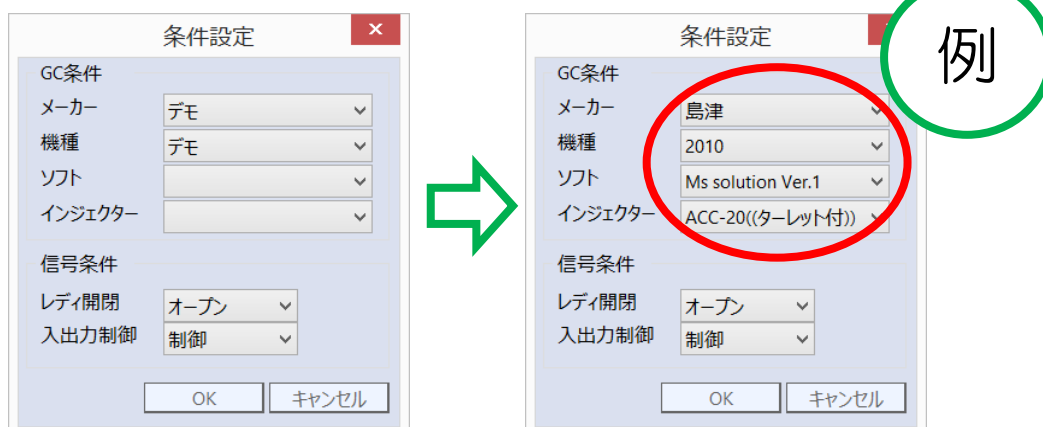 条件設定
GC条件
メーカー デモ
機種 デモ
ソフト
インジェクター
信号条件
レディ開閉 オープン
入出力制御 制御
OK キャンセル
条件設定
GC条件
メーカー 島津
機種 2010
ソフト Ms solution Ver.1
インジェクター ACC-20((ターレット付))
信号条件
レディ開閉 オープン
入出力制御 制御
OK キャンセル
例